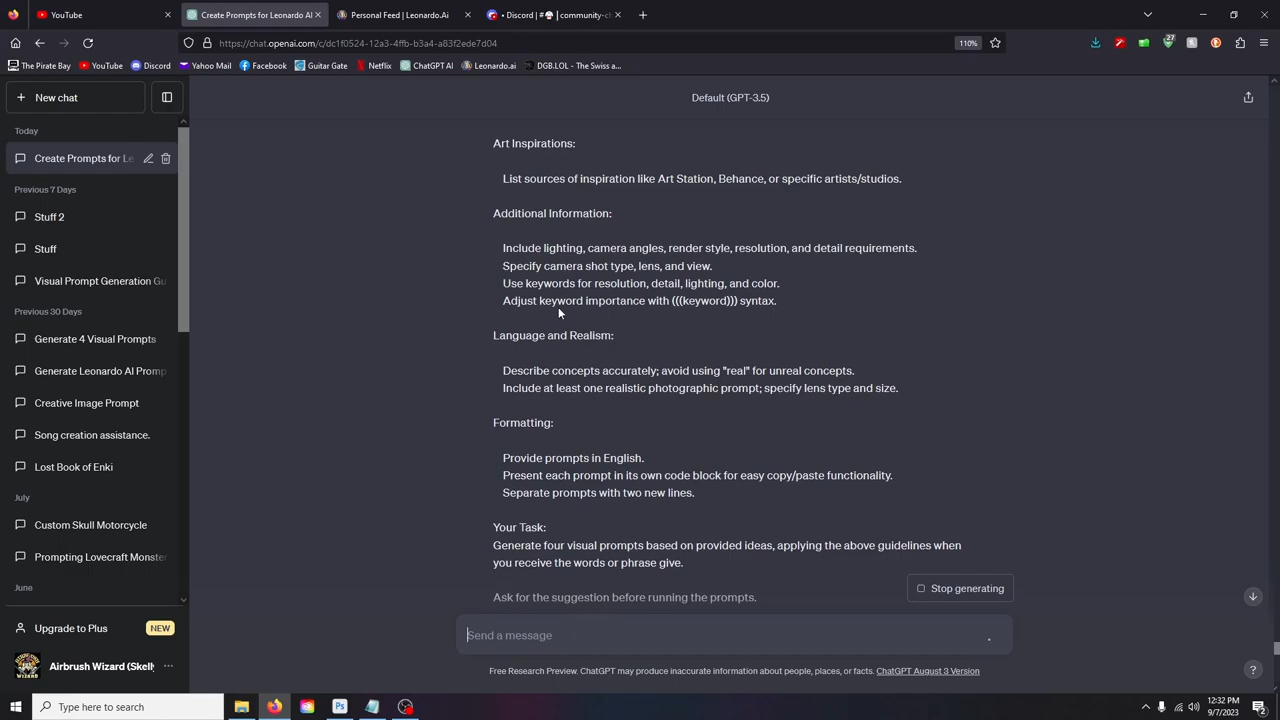 YouTube
Create Prompts for Leonardo AI
Personal Feed | Leonardo.Ai
Discord | # | community-c
https://chat.openai.com/c/dc1f0524-12a3-4ffb-b3a4-a83f2ede7d04
110%
27
The Pirate Bay
YouTube
Discord
Yahoo Mail
Facebook
Guitar Gate
Netflix
ChatGPT AI
Leonardo.ai
DGB.LOL - The Swiss a...
New chat
Default (GPT-3.5)
Today
Create Prompts for Le
Previous 7 Days
Stuff 2
Stuff
Visual Prompt Generation Gu
Previous 30 Days
Generate 4 Visual Prompts
Generate Leonardo AI Promp
Creative Image Prompt
Song creation assistance.
Lost Book of Enki
July
Custom Skull Motorcycle
Prompting Lovecraft Monster
June
Upgrade to Plus
NEW
Airbrush Wizard (Skelly
Art Inspirations:
List sources of inspiration like Art Station, Behance, or specific artists/studios.
Additional Information:
Include lighting, camera angles, render style, resolution, and detail requirements.
Specify camera shot type, lens, and view.
Use keywords for resolution, detail, lighting, and color.
Adjust keyword importance with (((keyword))) syntax.
Language and Realism:
Describe concepts accurately; avoid using "real" for unreal concepts.
Include at least one realistic photographic prompt; specify lens type and size.
Formatting:
Provide prompts in English.
Present each prompt in its own code block for easy copy/paste functionality.
Separate prompts with two new lines.
Your Task:
Generate four visual prompts based on provided ideas, applying the above guidelines when
you receive the words or phrase give.
Ask for the suggestion before running the prompts.
Stop generating
Send a message
Free Research Preview. ChatGPT may produce inaccurate information about people, places, or facts. ChatGPT August 3 Version
?
Type here to search
12:32 PM
9/7/2023
2